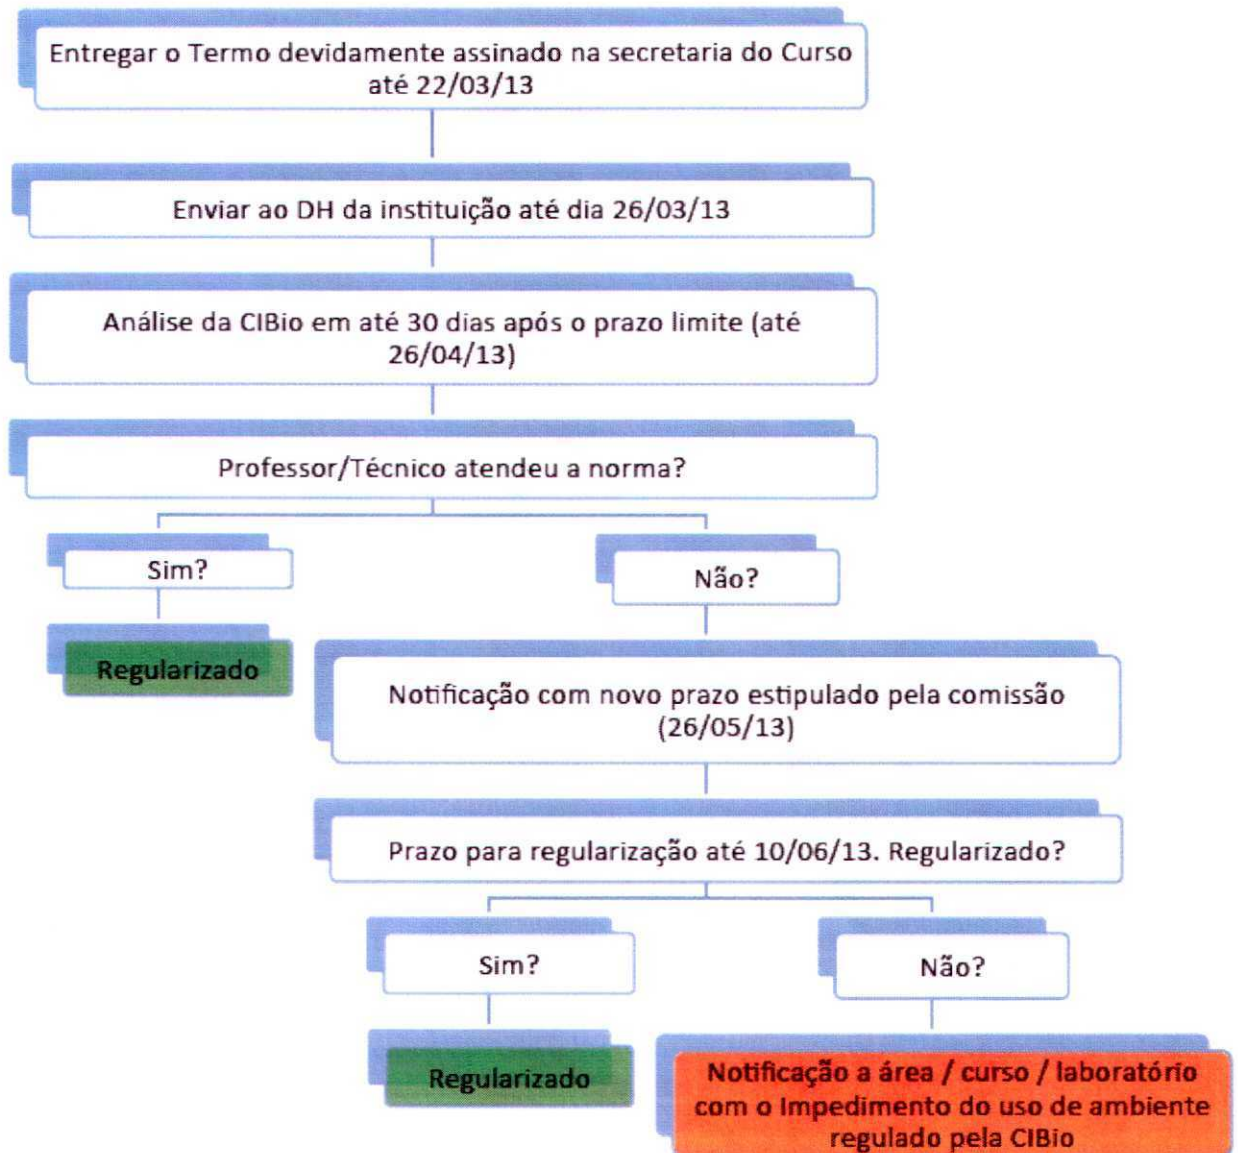 Entregar o Termo devidamente assinado na secretaria do Curso
até 22/03/13
Enviar ao DH da instituição até dia 26/03/13
Análise da CIBio em até 30 dias após o prazo limite (até
26/04/13)
Professor/Técnico atendeu a norma?
Sim?
Não?
Regularizado
Notificação com novo prazo estipulado pela comissão
(26/05/13)
Prazo para regularização até 10/06/13. Regularizado?
Sim?
Não?
Regularizado
Notificação a área / curso / laboratório
com o Impedimento do uso de ambiente
regulado pela CIBio